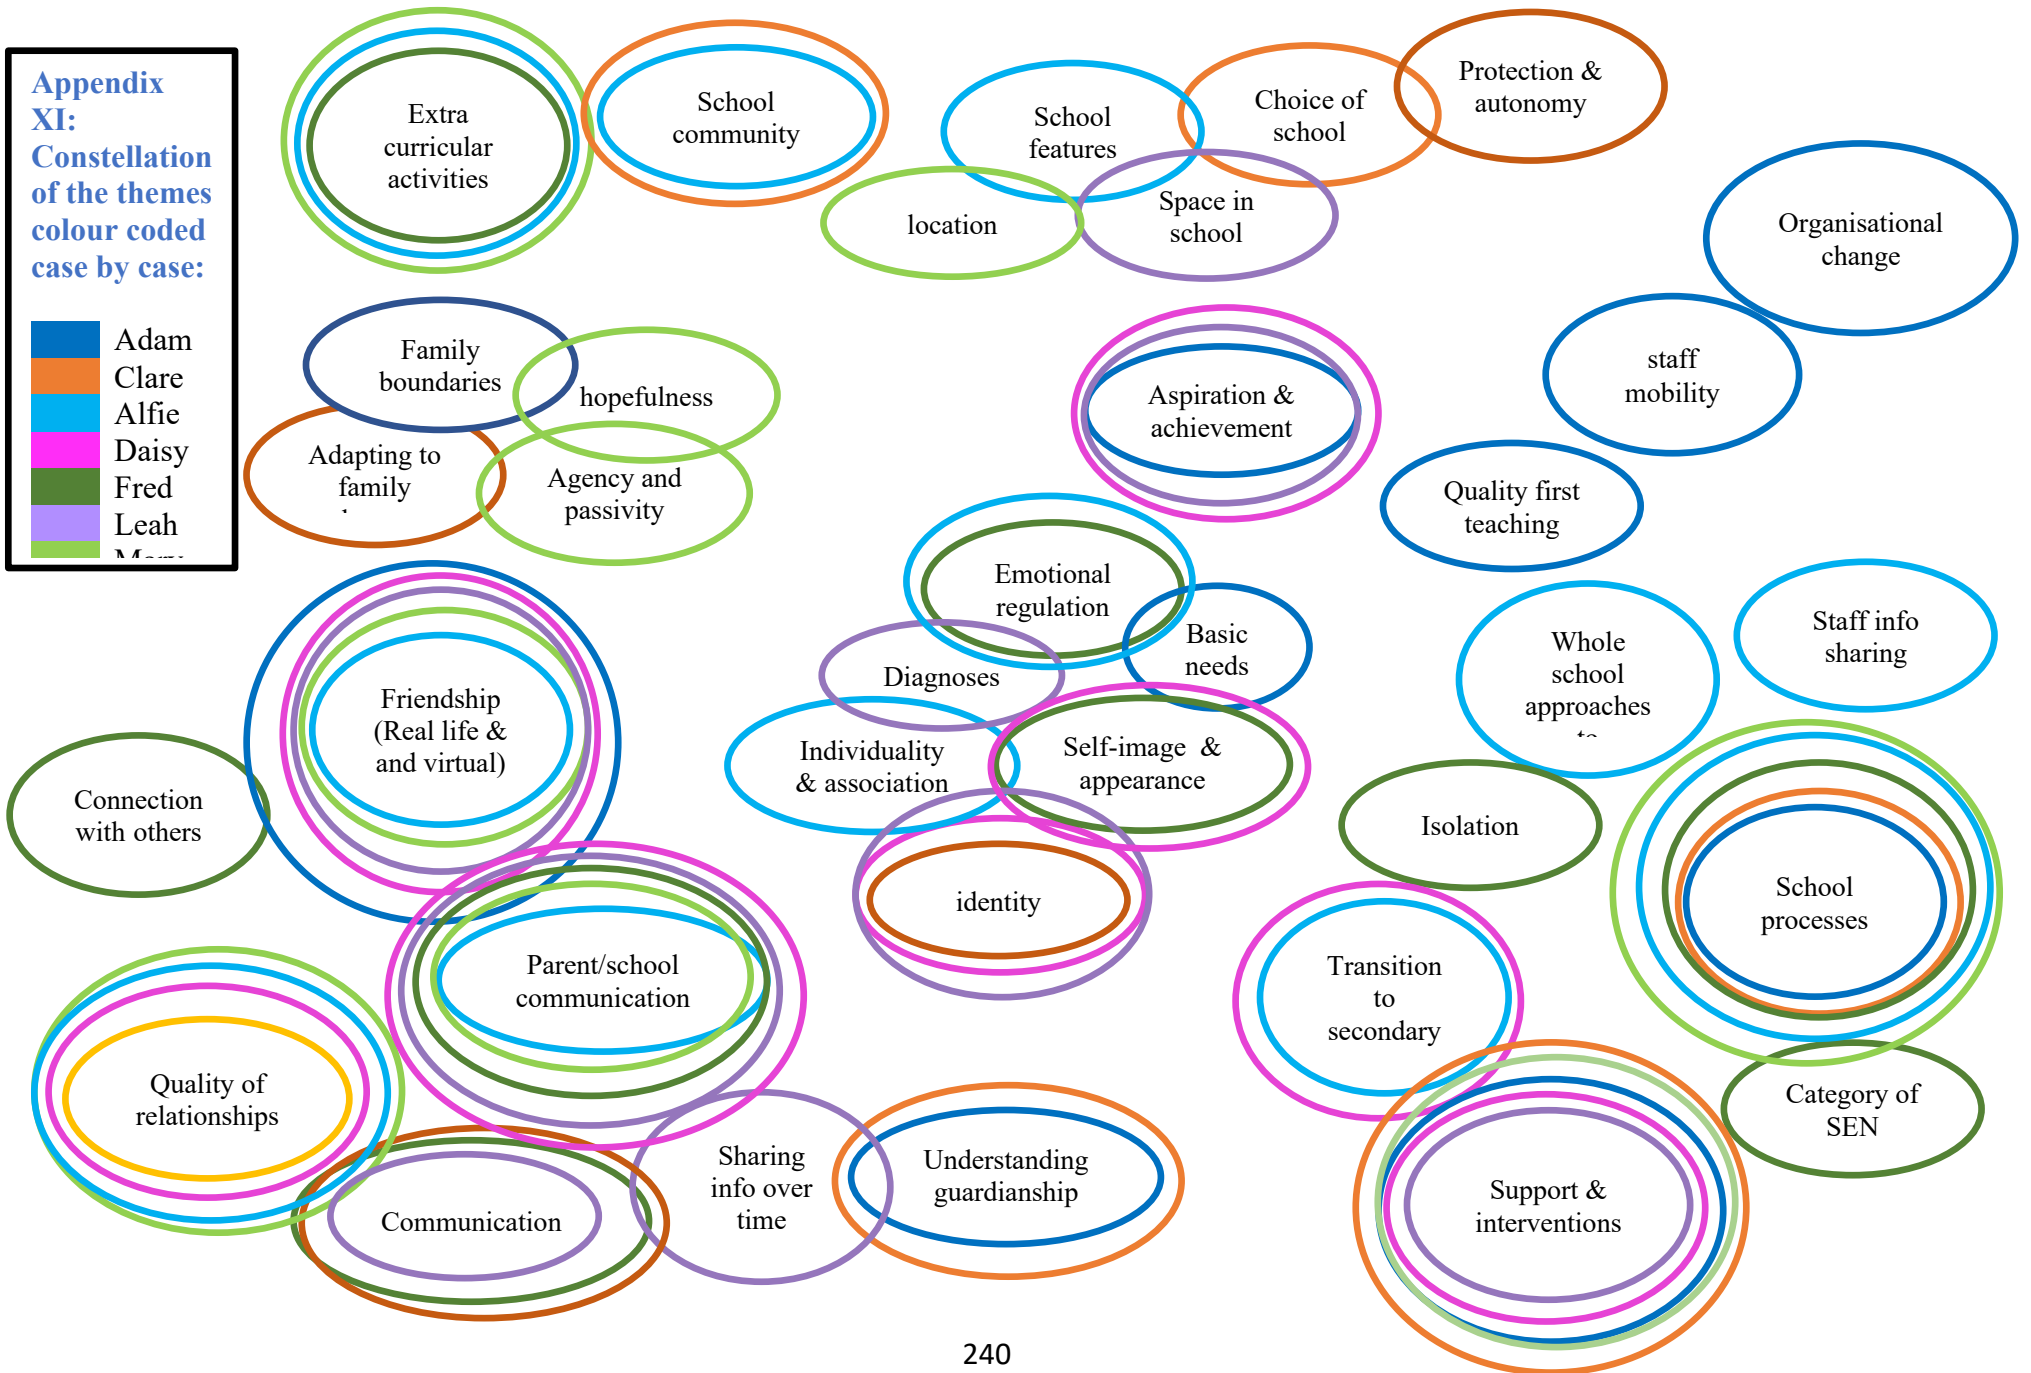 Appendix
XI:
Constellation
of the themes
colour coded
case by case:
Adam
Clare
Alfie
Daisy
Fred
Leah
Extra
curricular
activities
School
community
School
features
Choice of
school
Protection &
autonomy
location
Space in
school
Organisational
change
Family
boundaries
hopefulness
Adapting to
family
Agency and
passivity
Aspiration &
achievement
staff
mobility
Quality first
teaching
Emotional
regulation
Basic
needs
Diagnoses
Whole
school
approaches
to
Staff info
sharing
Friendship
(Real life &
and virtual)
Individuality
& association
Self-image &
appearance
Connection
with others
Isolation
identity
School
processes
Parent/school
communication
Transition
to
secondary
Quality of
relationships
Category of
SEN
Communication
Sharing
info over
time
Understanding
guardianship
Support &
interventions
240